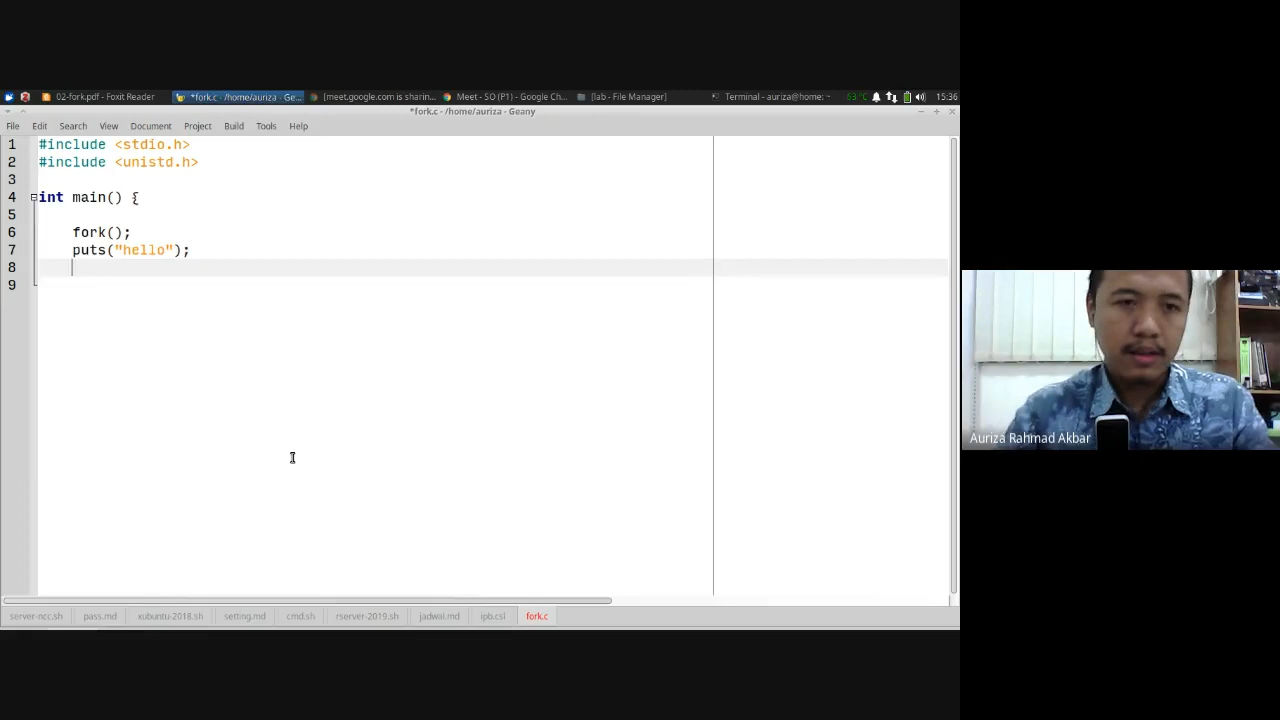 02-fork.pdf - Foxit Reader
*fork.c - /home/auriza - Ge...
[meet.google.com is sharin...
Meet - SO (P1) - Google Ch...
[lab - File Manager]
Terminal - auriza@home: ~
63°C
15:36
*fork.c - /home/auriza - Geany
File Edit Search View Document Project Build Tools Help
1 #include <stdio.h>
2 #include <unistd.h>
3
4 int main() {
5
6 fork();
7 puts("hello");
8
9
Auriza Rahmad Akbar
server-ncc.sh pass.md xubuntu-2018.sh setting.md cmd.sh rserver-2019.sh jadwal.md ipb.csl fork.c